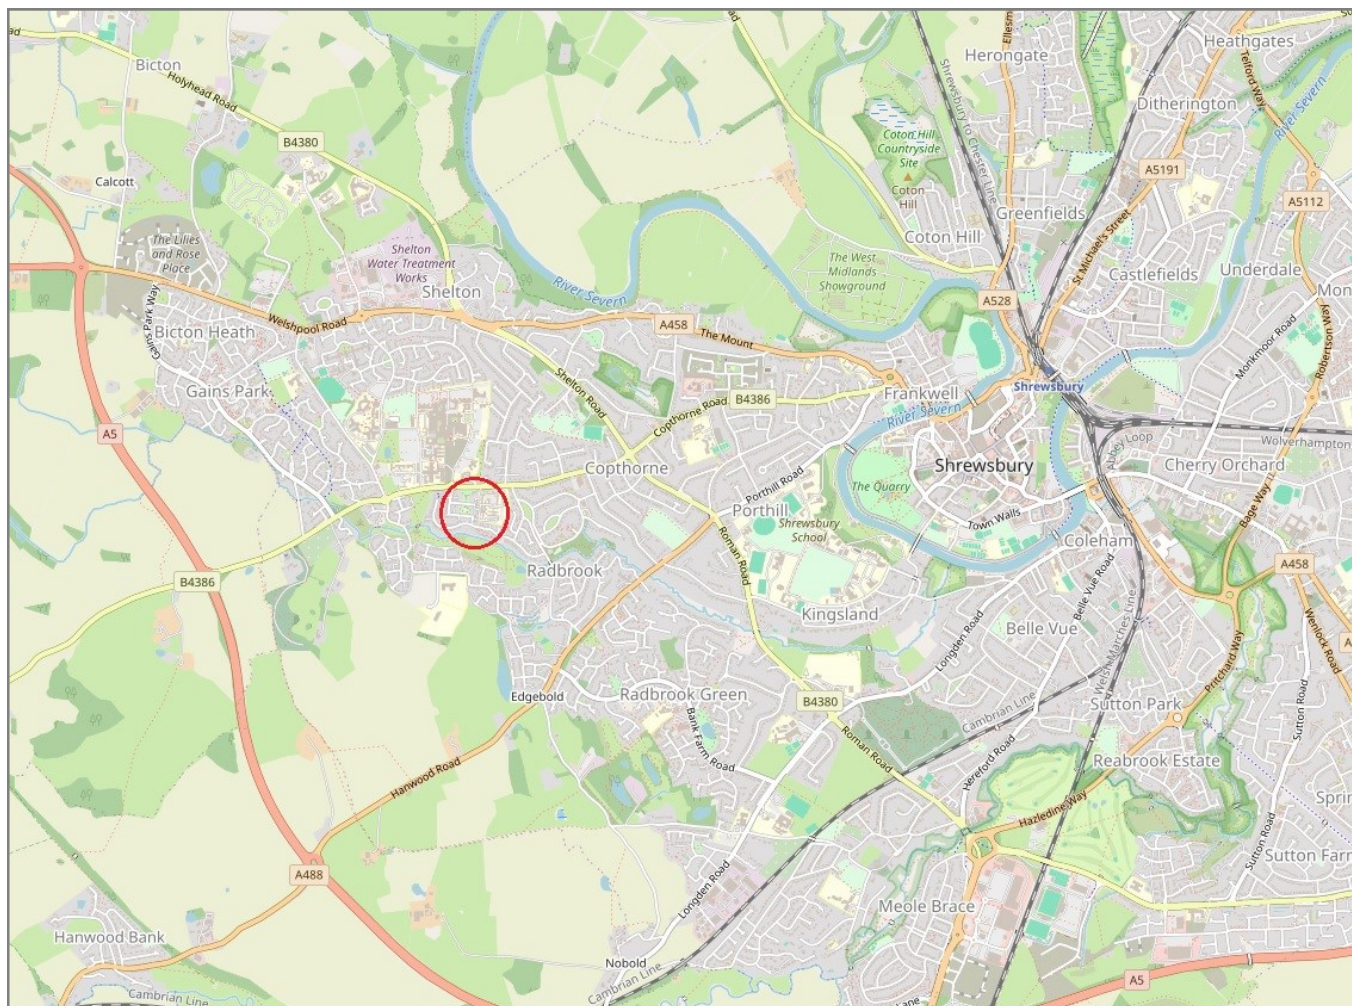 Bicton
Holyhead Road
B4380
Calcott
The Lilies
and Rose
Place
Shelton
Water Treatment
Works
Shelton
River Severn
Welshpool Road
Gains Park Way
Bicton Heath
Gains Park
A5
A458
The Mount
Shelton Road
Copthorne Road
B4386
Copthorne
Frankwell
River Severn
Porthill Road
Porthill
Shrewsbury
School
The Quarry
Shrewsbury
Shrewsbury
Town Walls
Coleham
Kingsland
Roman Road
Radbrook
B4386
Edgebold
Radbrook Green
Bank Farm Road
Hanwood Road
A488
Hanwood Bank
Cambrian Line
Nobold
Cambrian Line
Longden Road
B4380
Roman Road
Longden Road
Belle Vue Road
Belle Vue
Welsh Marches Line
Cambrian Line
Hereford Road
Hazledine Way
Meole Brace
Sutton Park
Reabrook Estate
Pritchard Way
Sutton Road
Sutton Road
Sutton Farm
A5
Wenlock Road
A458
Bage Way
Cherry Orchard
Abbey Loop
Wolverhampton
Monkmoor Road
Robertson Way
Underdale
Castlefields
A5112
A5191
St Michael's Street
A528
Greenfields
Coton Hill
Coton
Hill
Coton Hill
Countryside
Site
The West
Midlands
Showground
Shrewsbury to Chester Line
Herongate
Ditherington
Heathgates
Telford Way
River Severn